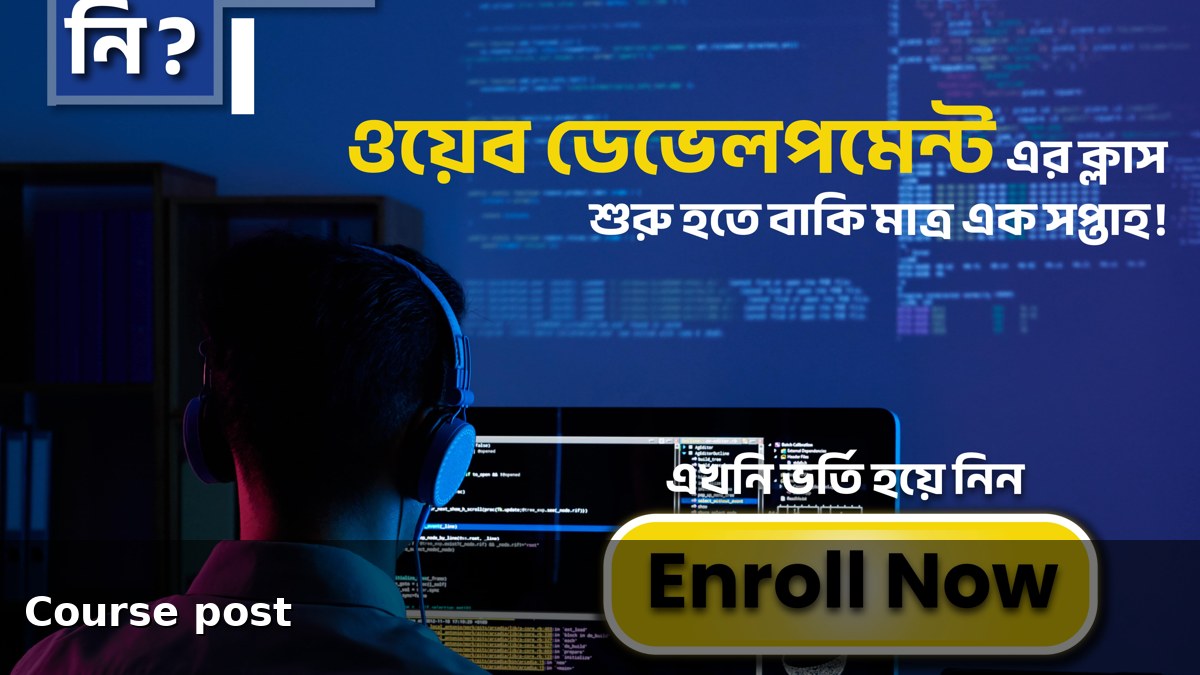 নি?
ওয়েব ডেভেলপমেন্ট এর ক্লাস
শুরু হতে বাকি মাত্র এক সপ্তাহ!
এখনি ভর্তি হয়ে নিন
Enroll Now
Course post